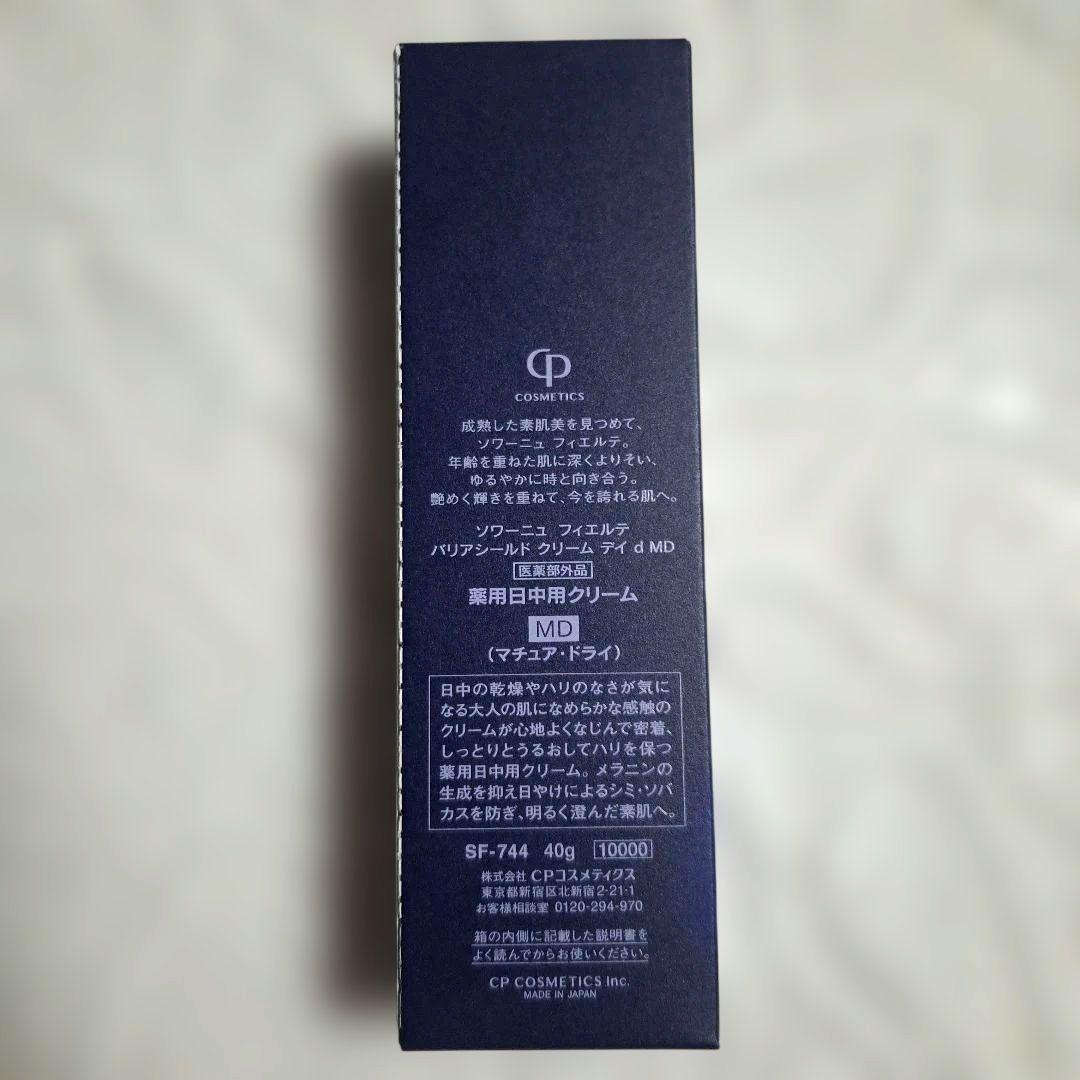 CP
COSMETICS
成熟した素肌美を見つめて、
ソワーニュ フィエルテ。
年齢を重ねた肌に深くよりそい、
ゆるやかに時と向き合う。
艶めく輝きを重ねて、今を誇れる肌へ。
ソワーニュ フィエルテ
バリアシールド クリーム デイ d MD
医薬部外品
薬用日中用クリーム
MD
(マチュア・ドライ)
日中の乾燥やハリのなさが気に
なる大人の肌になめらかな感触の
クリームが心地よくなじんで密着、
しっとりとうるおしてハリを保つ
薬用日中用クリーム。メラニンの
生成を抑え日やけによるシミ・ソバ
カスを防ぎ、明るく澄んだ素肌へ。
SF-744 40g 10000
株式会社 CPコスメティクス
東京都新宿区北新宿2-21-1
お客様相談室 0120-294-970
箱の内側に記載した説明書を
よく読んでからお使いください。
CP COSMETICS Inc.
MADE IN JAPAN